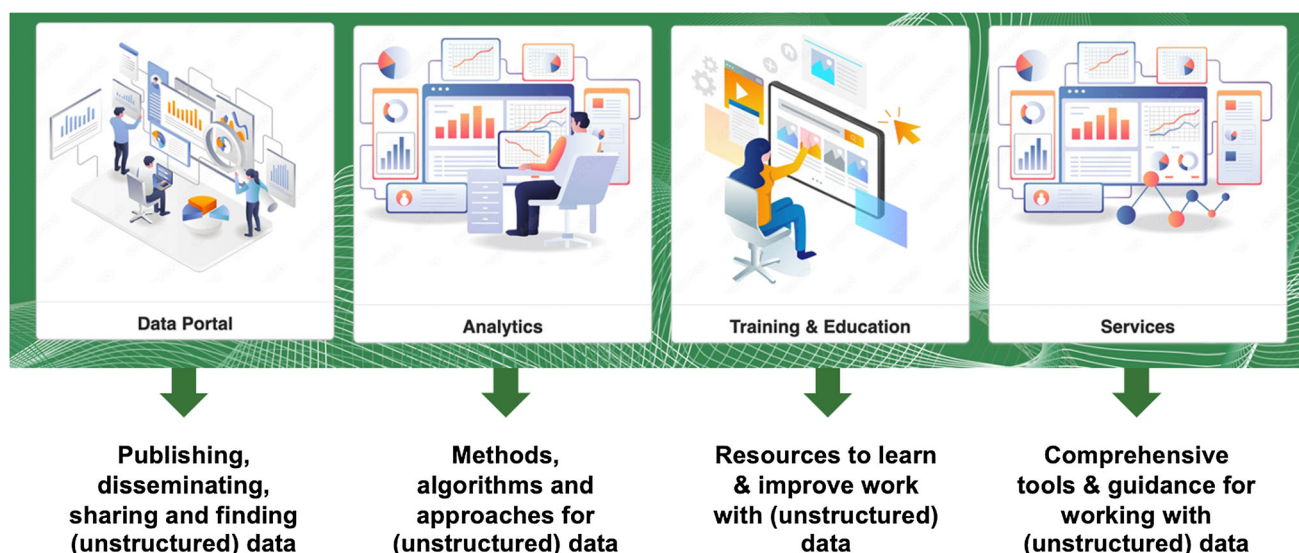 Data Portal
Analytics
Training & Education
Services
Publishing,
disseminating,
sharing and finding
(unstructured) data
Methods,
algorithms and
approaches for
(unstructured) data
Resources to learn
& improve work
with (unstructured)
data
Comprehensive
tools & guidance for
working with
(unstructured) data